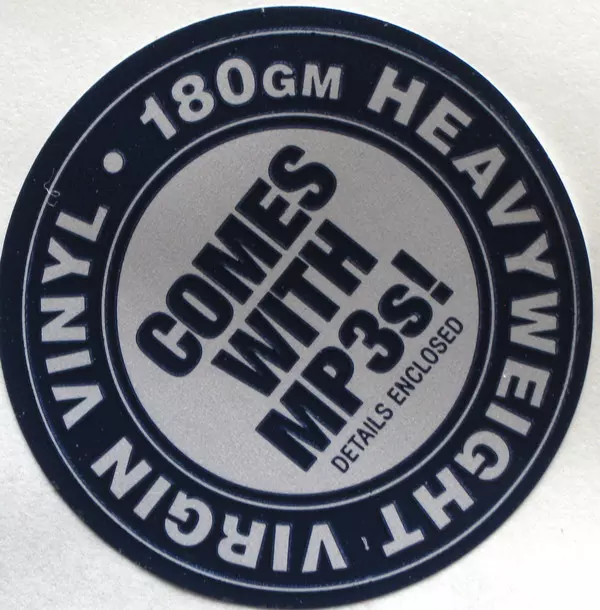 180GM HEAVYWEIGHT VIRGIN VINYL •
COMES
WITH
MP3s!
DETAILS ENCLOSED